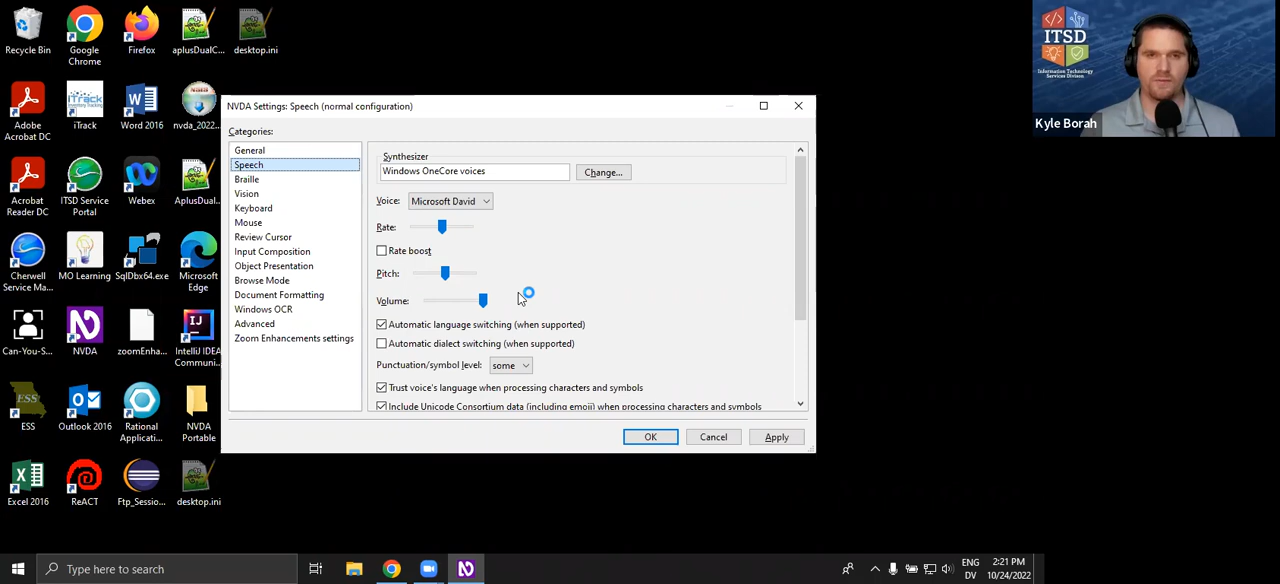 Recycle Bin
Google Chrome
Firefox
aplusDualC...
desktop.ini
Adobe Acrobat DC
iTrack
Word 2016
nvda_2022...
Acrobat Reader DC
ITSD Service Portal
Webex
AplusDual...
Cherwell Service Ma...
MO Learning
SqlDbx64.exe
Microsoft Edge
Can-You-S...
NVDA
zoomEnha...
IntelliJ IDEA Communi...
ESS
Outlook 2016
Rational Applicatio...
NVDA Portable
Excel 2016
ReACT
Ftp_Sessio...
desktop.ini
NVDA Settings: Speech (normal configuration)
Categories:
General
Speech
Braille
Vision
Keyboard
Mouse
Review Cursor
Input Composition
Object Presentation
Browse Mode
Document Formatting
Windows OCR
Advanced
Zoom Enhancements settings
Synthesizer
Windows OneCore voices
Change...
Voice: Microsoft David
Rate:
Rate boost
Pitch:
Volume:
Automatic language switching (when supported)
Automatic dialect switching (when supported)
Punctuation/symbol level: some
Trust voice's language when processing characters and symbols
Include Unicode Consortium data (including emoji) when processing characters and symbols
OK
Cancel
Apply
ITSD
Information Technology
Services Division
Kyle Borah
Type here to search
ENG
DV
2:21 PM
10/24/2022